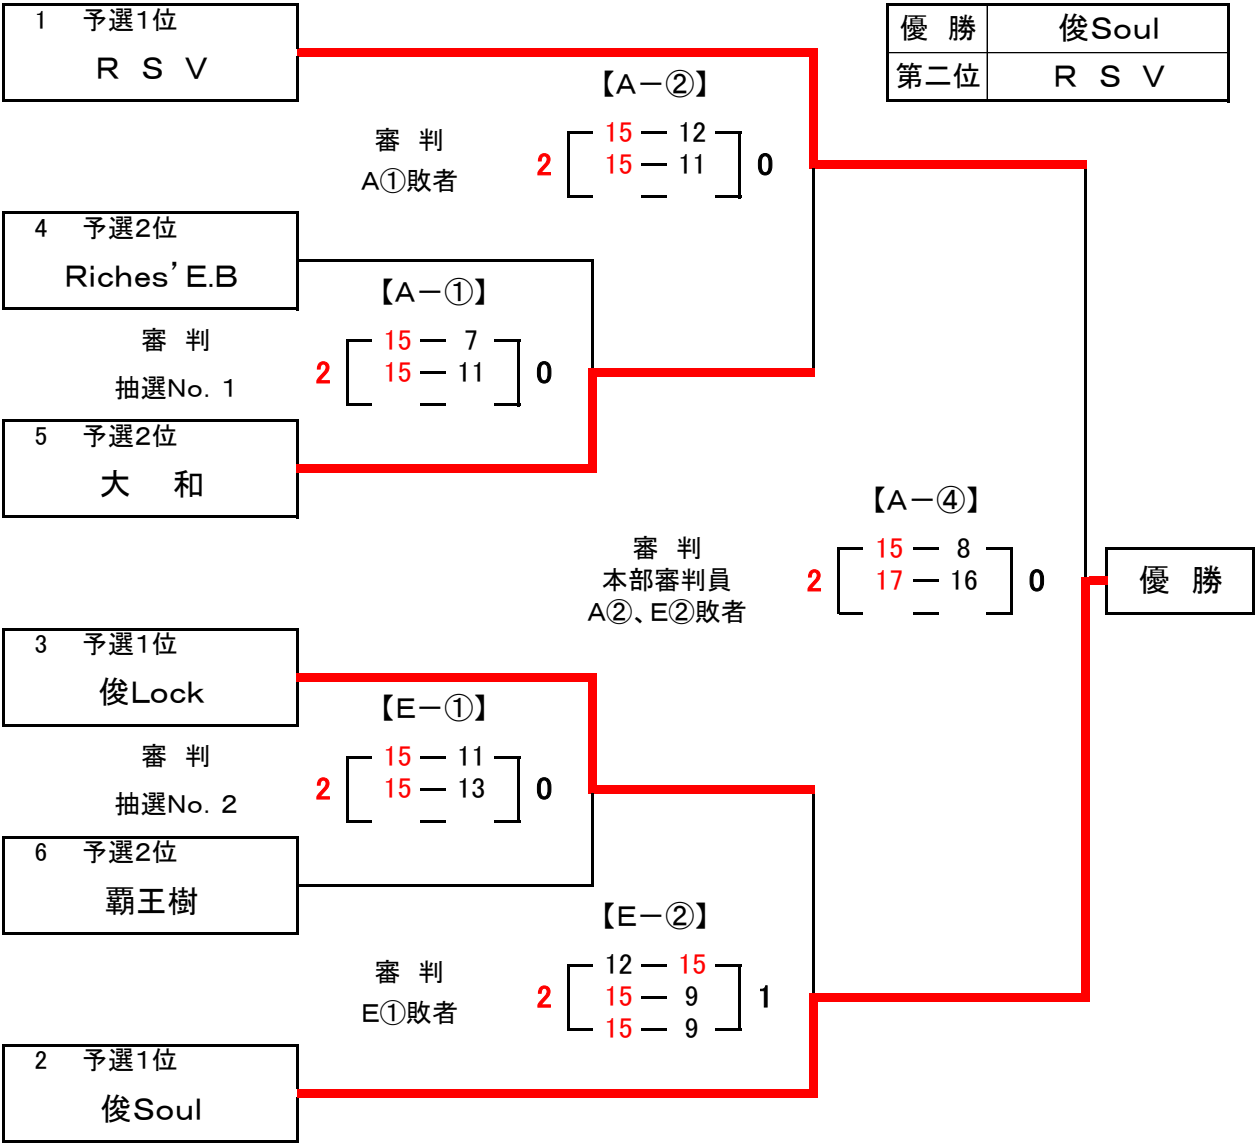 1 予選1位
R S V
優 勝 俊Soul
第二位 R S V
【A－②】
審 判
A①敗者
2 15 － 12 0
15 － 11
－
4 予選2位
Riches’E.B
【A－①】
審 判
抽選No. 1
2 15 － 7 0
15 － 11
－
5 予選2位
大 和
【A－④】
審 判
本部審判員
A②、E②敗者
2 15 － 8 0
17 － 16
－
優 勝
3 予選1位
俊Lock
【E－①】
審 判
抽選No. 2
2 15 － 11 0
15 － 13
－
6 予選2位
覇王樹
【E－②】
審 判
E①敗者
2 12 － 15 1
15 － 9
15 － 9
2 予選1位
俊Soul